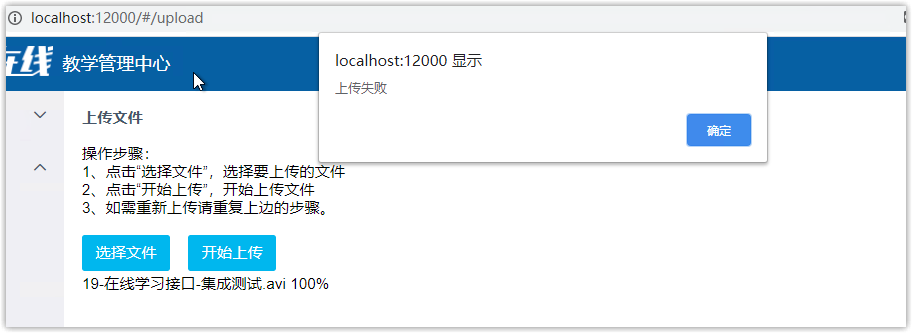 localhost:12000/#/upload
在线 教学管理中心
localhost:12000 显示
上传失败
确定
上传文件
操作步骤：
1、点击“选择文件”，选择要上传的文件
2、点击“开始上传”，开始上传文件
3、如需重新上传请重复上边的步骤。
选择文件 开始上传
19-在线学习接口-集成测试.avi 100%